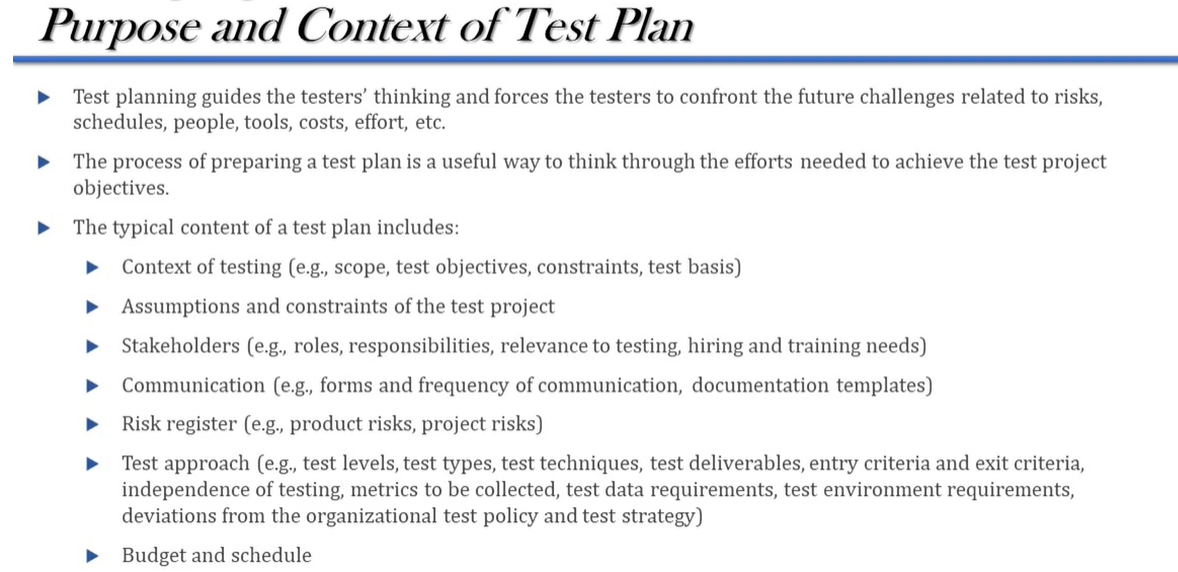 Purpose and Context of Test Plan
Test planning guides the testers' thinking and forces the testers to confront the future challenges related to risks,
schedules, people, tools, costs, effort, etc.
The process of preparing a test plan is a useful way to think through the efforts needed to achieve the test project
objectives.
The typical content of a test plan includes:
Context of testing (e.g., scope, test objectives, constraints, test basis)
Assumptions and constraints of the test project
Stakeholders (e.g., roles, responsibilities, relevance to testing, hiring and training needs)
Communication (e.g., forms and frequency of communication, documentation templates)
Risk register (e.g., product risks, project risks)
Test approach (e.g., test levels, test types, test techniques, test deliverables, entry criteria and exit criteria,
independence of testing, metrics to be collected, test data requirements, test environment requirements,
deviations from the organizational test policy and test strategy)
Budget and schedule